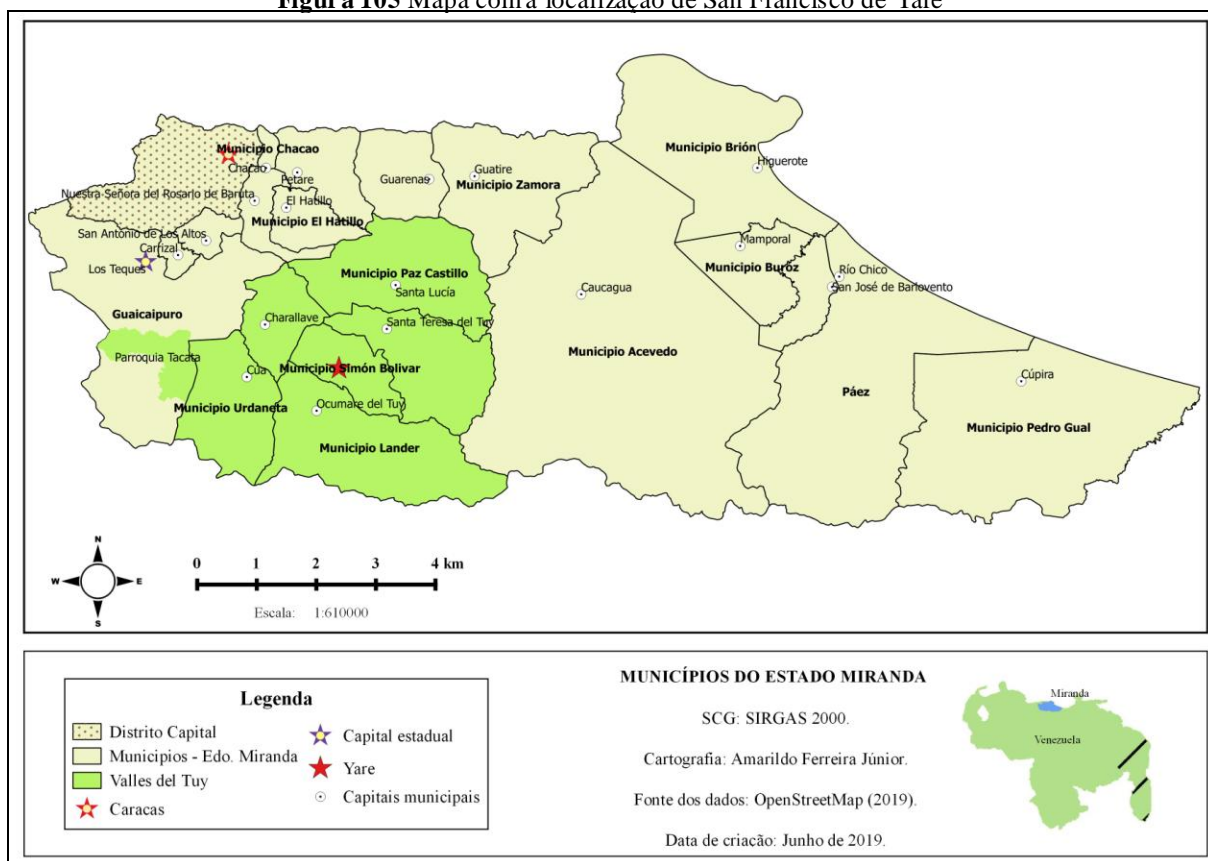 Figura 105 Mapa com a localização de San Francisco de Yare
Municipio Chacao
Chacao
Petare
Nuestra Señora del Rosario de Baruta
El Hatillo
Municipio El Hatillo
San Antonio de Los Altos
Carrizal
Los Teques
Guaicaipuro
Parroquia Tacata
Guarenas
Guatire
Municipio Zamora
Municipio Brión
Higuerote
Mamporal
Municipio Buroz
Río Chico
San José de Barlovento
Municipio Paz Castillo
Santa Lucía
Charallave
Santa Teresa del Tuy
Municipio Simón Bolivar
Cúa
Municipio Urdaneta
Ocumare del Tuy
Municipio Lander
Caucagua
Municipio Acevedo
Páez
Cúpira
Municipio Pedro Gual
N
W E
S
0 1 2 3 4 km
Escala: 1:610000
Legenda
Distrito Capital
Municipios - Edo. Miranda
Valles del Tuy
Caracas
Capital estadual
Yare
Capitais municipais
MUNICÍPIOS DO ESTADO MIRANDA
SCG: SIRGAS 2000.
Cartografia: Amarildo Ferreira Júnior.
Fonte dos dados: OpenStreetMap (2019).
Data de criação: Junho de 2019.
Miranda
Venezuela